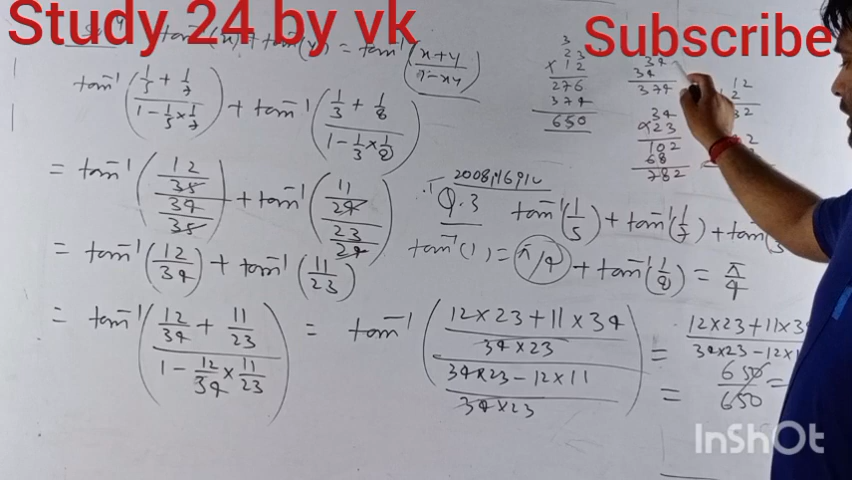 Study 24 by vk
Subscribe
tan⁻¹(x) + tan⁻¹(y) = tan⁻¹((x+y)/(1-xy))
tan⁻¹((1/5 + 1/7)/(1 - 1/5 × 1/7)) + tan⁻¹((1/3 + 1/8)/(1 - 1/3 × 1/8))
= tan⁻¹((12/35)/(34/35)) + tan⁻¹((11/24)/(23/24))
= tan⁻¹(12/34) + tan⁻¹(11/23)
= tan⁻¹((12/34 + 11/23)/(1 - 12/34 × 11/23)) = tan⁻¹(((12×23+11×34)/(34×23))/((34×23-12×11)/(34×23)))
= 12×23+11×3
34×23-12×1
= 650/650 =
Q.3 tan⁻¹(1/5) + tan⁻¹(1/7) + tan⁻¹(
+ tan⁻¹(1/8) = π/4
tan⁻¹(1) = π/4
3
23
×12
276
374
650
34
34
374
34
×23
102
68
782
12
InShOt